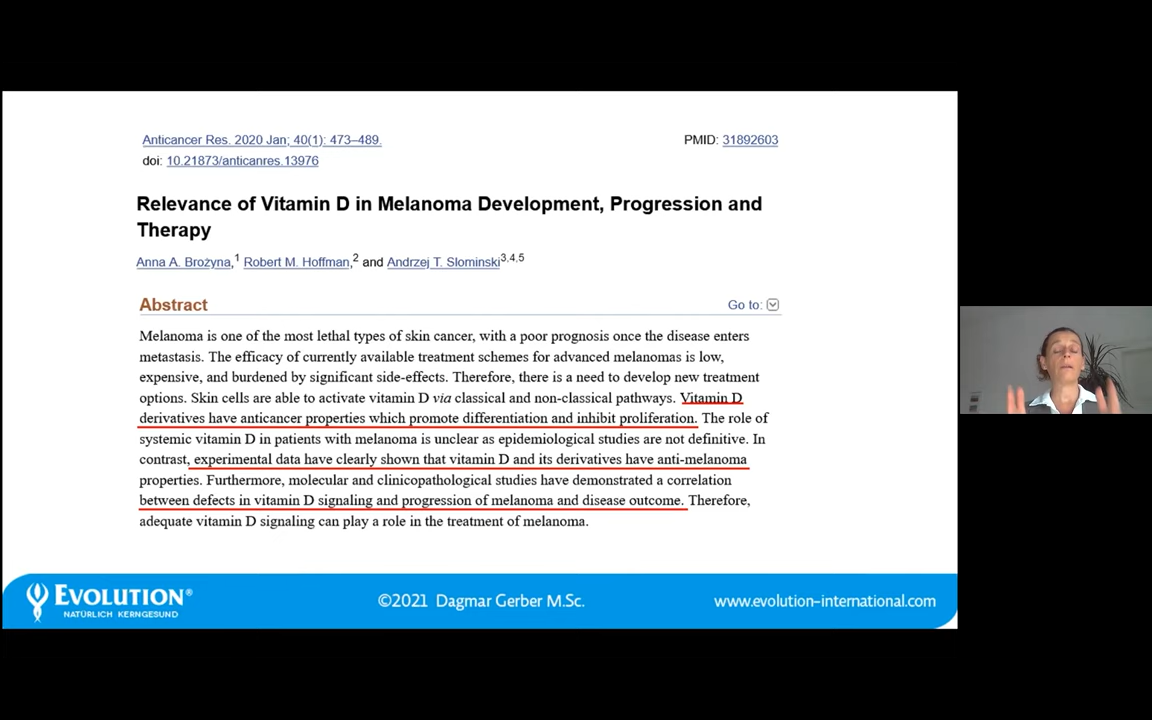 Anticancer Res. 2020 Jan; 40(1): 473–489. PMID: 31892603
doi: 10.21873/anticanres.13976
Relevance of Vitamin D in Melanoma Development, Progression and
Therapy
Anna A. Brożyna,1 Robert M. Hoffman,2 and Andrzej T. Slominski3,4,5
Abstract Go to:
Melanoma is one of the most lethal types of skin cancer, with a poor prognosis once the disease enters
metastasis. The efficacy of currently available treatment schemes for advanced melanomas is low,
expensive, and burdened by significant side-effects. Therefore, there is a need to develop new treatment
options. Skin cells are able to activate vitamin D via classical and non-classical pathways. Vitamin D
derivatives have anticancer properties which promote differentiation and inhibit proliferation. The role of
systemic vitamin D in patients with melanoma is unclear as epidemiological studies are not definitive. In
contrast, experimental data have clearly shown that vitamin D and its derivatives have anti-melanoma
properties. Furthermore, molecular and clinicopathological studies have demonstrated a correlation
between defects in vitamin D signaling and progression of melanoma and disease outcome. Therefore,
adequate vitamin D signaling can play a role in the treatment of melanoma.
EVOLUTION®
NATÜRLICH KERNGESUND
©2021 Dagmar Gerber M.Sc.
www.evolution-international.com